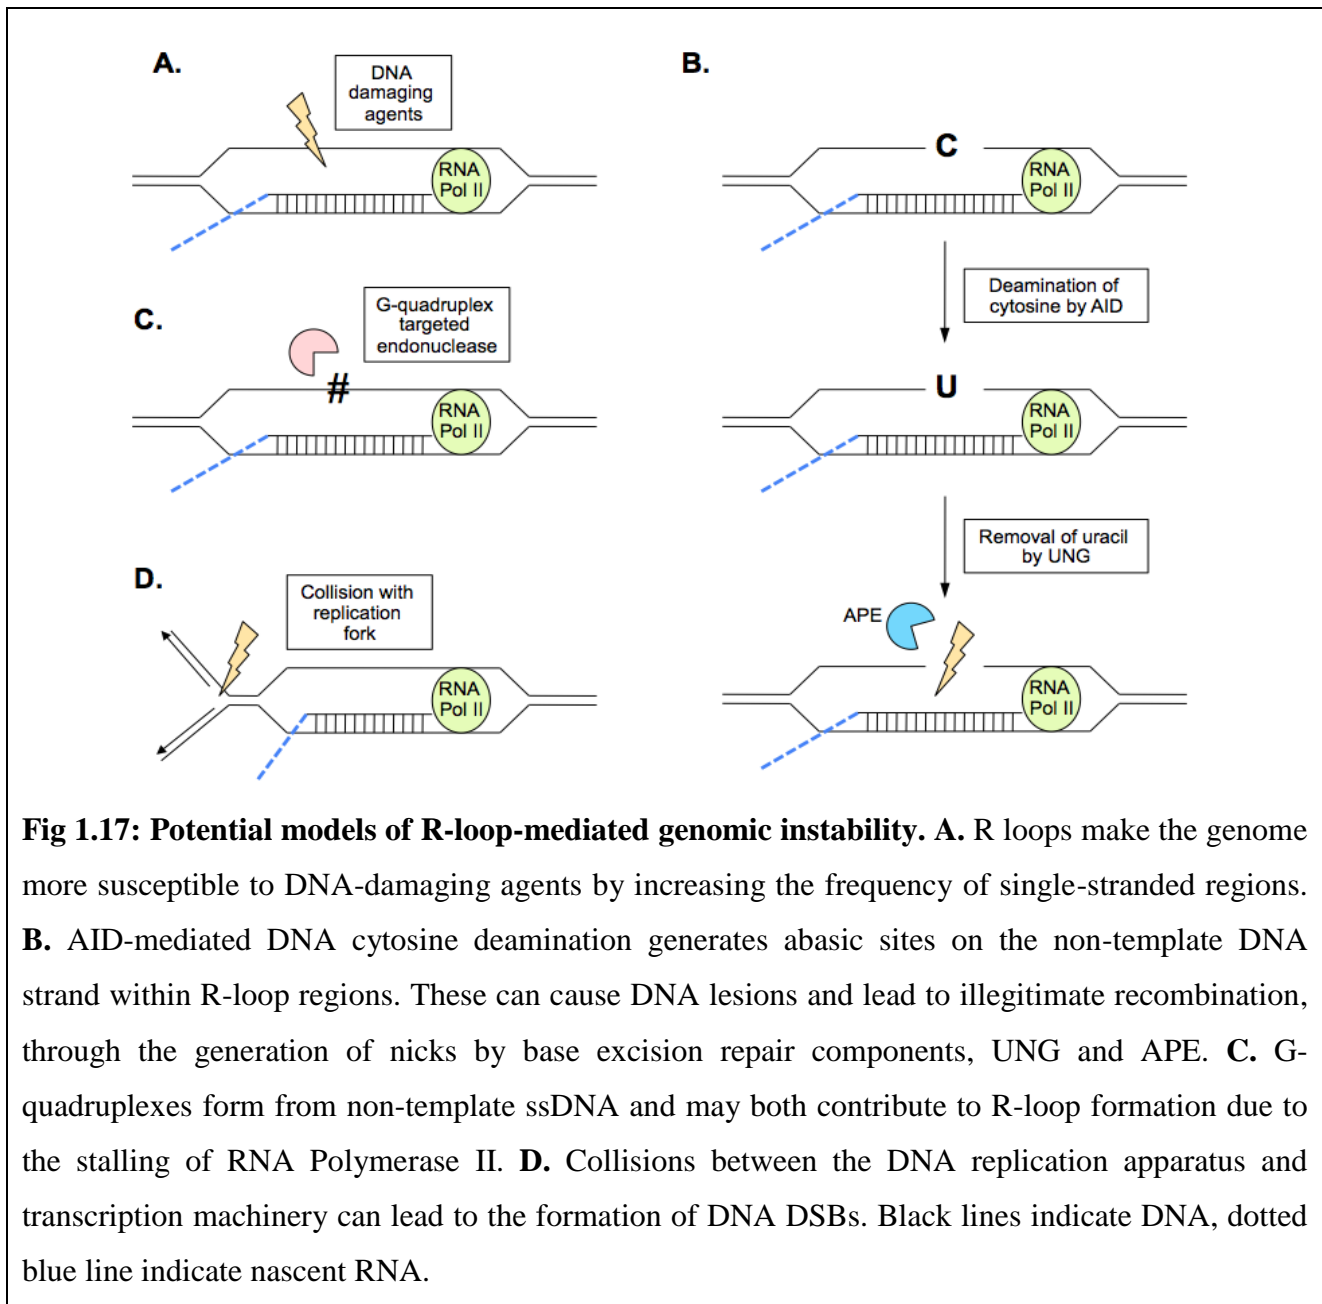 A.
DNA
damaging
agents
RNA
Pol II
B.
C
RNA
Pol II
Deamination of
cytosine by AID
C.
G-quadruplex
targeted
endonuclease
#
RNA
Pol II
U
RNA
Pol II
Removal of uracil
by UNG
D.
Collision with
replication
fork
RNA
Pol II
APE
RNA
Pol II
Fig 1.17: Potential models of R-loop-mediated genomic instability. A. R loops make the genome
more susceptible to DNA-damaging agents by increasing the frequency of single-stranded regions.
B. AID-mediated DNA cytosine deamination generates abasic sites on the non-template DNA
strand within R-loop regions. These can cause DNA lesions and lead to illegitimate recombination,
through the generation of nicks by base excision repair components, UNG and APE. C. G-
quadruplexes form from non-template ssDNA and may both contribute to R-loop formation due to
the stalling of RNA Polymerase II. D. Collisions between the DNA replication apparatus and
transcription machinery can lead to the formation of DNA DSBs. Black lines indicate DNA, dotted
blue line indicate nascent RNA.